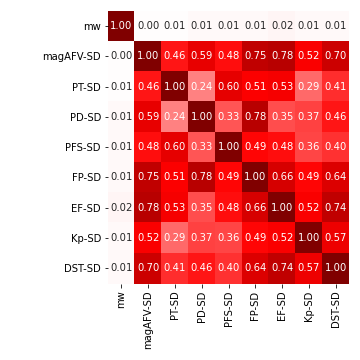 mw 1.00 0.00 0.01 0.01 0.01 0.01 0.02 0.01 0.01
magAFV-SD 0.00 1.00 0.46 0.59 0.48 0.75 0.78 0.52 0.70
PT-SD 0.01 0.46 1.00 0.24 0.60 0.51 0.53 0.29 0.41
PD-SD 0.01 0.59 0.24 1.00 0.33 0.78 0.35 0.37 0.46
PFS-SD 0.01 0.48 0.60 0.33 1.00 0.49 0.48 0.36 0.40
FP-SD 0.01 0.75 0.51 0.78 0.49 1.00 0.66 0.49 0.64
EF-SD 0.02 0.78 0.53 0.35 0.48 0.66 1.00 0.52 0.74
Kp-SD 0.01 0.52 0.29 0.37 0.36 0.49 0.52 1.00 0.57
DST-SD 0.01 0.70 0.41 0.46 0.40 0.64 0.74 0.57 1.00
mw magAFV-SD PT-SD PD-SD PFS-SD FP-SD EF-SD Kp-SD DST-SD